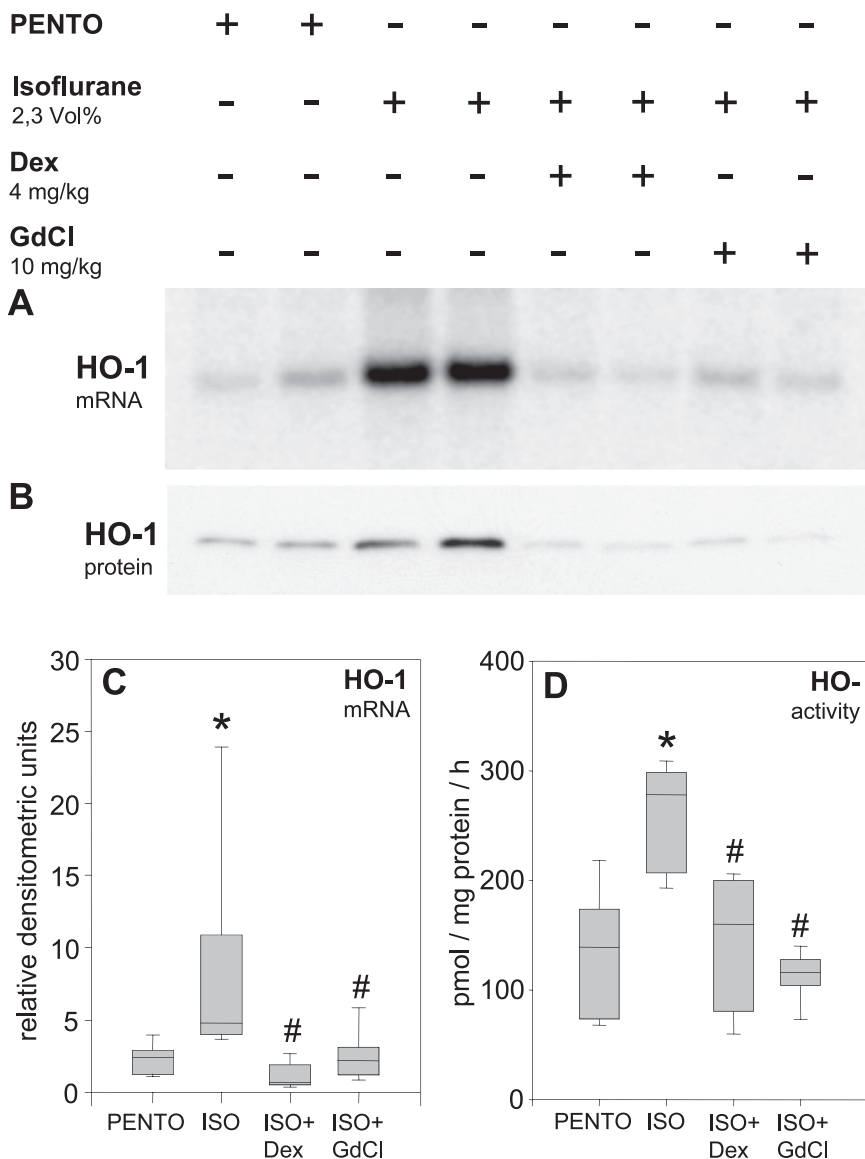 PENTO + + - - - - - -
Isoflurane
2,3 Vol% - - + + + + + +
Dex
4 mg/kg - - - - + + - -
GdCl
10 mg/kg - - - - - - + +
A
HO-1
mRNA
B
HO-1
protein
C HO-1
mRNA
relative densitometric units
30
25
20
15
10
5
0
*
#
#
PENTO ISO ISO+ ISO+
Dex GdCl
D HO-
activity
pmol / mg protein / h
400
300
200
100
0
*
#
#
PENTO ISO ISO+ ISO+
Dex GdCl